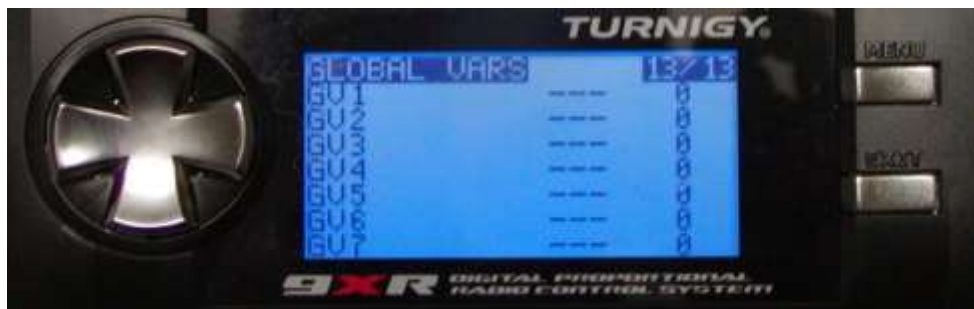 TURNIGY®
MENU
EXIT
GLOBAL VARS 13/13
GV1 --- 0
GV2 --- 0
GV3 --- 0
GV4 --- 0
GV5 --- 0
GV6 --- 0
GV7 --- 0
9XR DIGITAL PROPORTIONAL
RADIO CONTROL SYSTEM